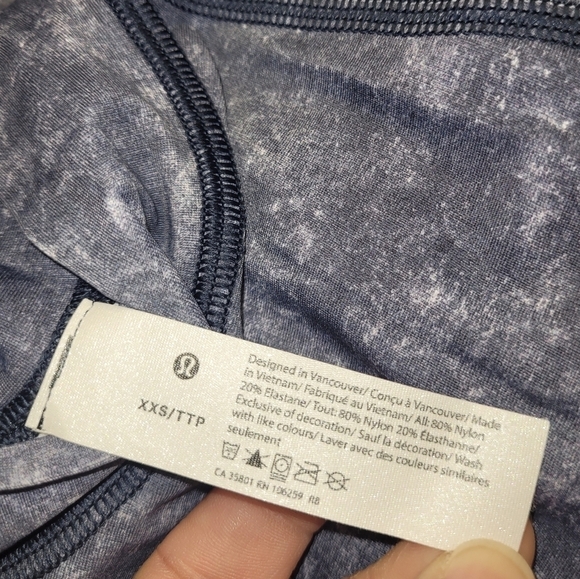 XXS/TTP
Designed in Vancouver/ Conçu à Vancouver/ Made
in Vietnam/ Fabriqué au Vietnam/ All: 80% Nylon
20% Elastane/ Tout: 80% Nylon 20% Élasthanne/
Exclusive of decoration/ Sauf la décoration/ Wash
with like colours/ Laver avec des couleurs similaires
seulement
CA 35801 RN 106259 R8